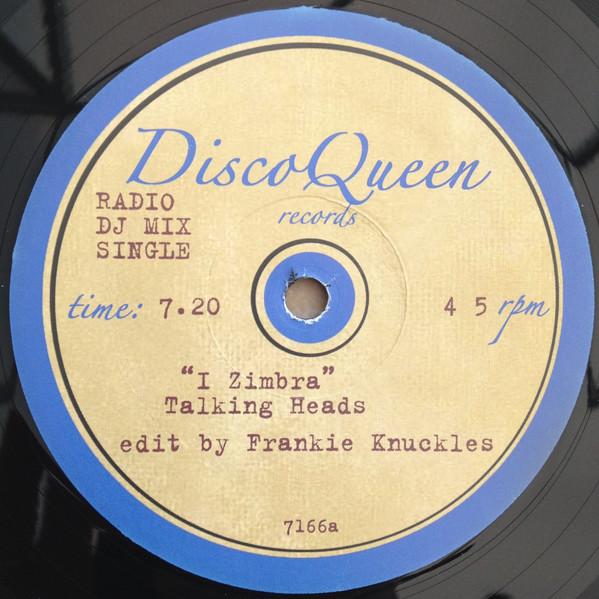 DiscoQueen
records
RADIO
DJ MIX
SINGLE
time: 7.20
4 5 rpm
“I Zimbra”
Talking Heads
edit by Frankie Knuckles
7166a